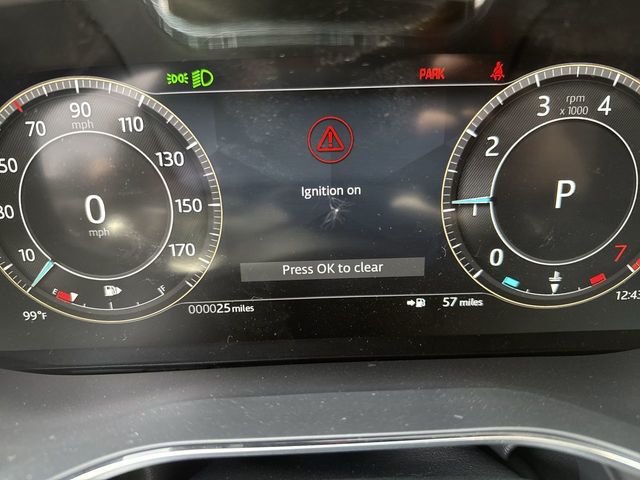 PARK
90
70
110
mph
50
130
30
150
10
170
0
mph
E
F
99°F
Ignition on
Press OK to clear
000025 miles
57 miles
3
rpm
x 1000
4
2
1
P
0
7
12:43